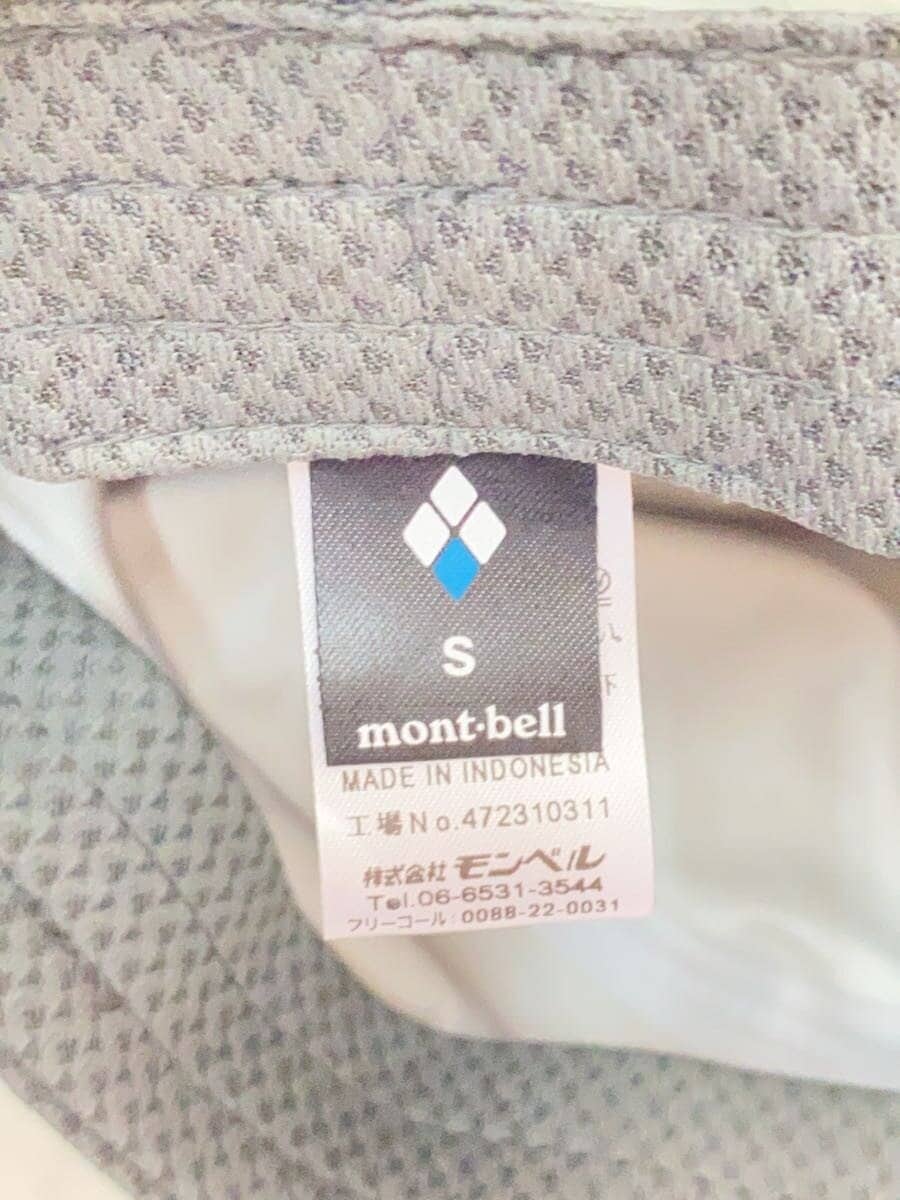 S
mont-bell
MADE IN INDONESIA
工場No.472310311
株式会社 モンベル
Tel.06-6531-3544
フリーコール:0088-22-0031